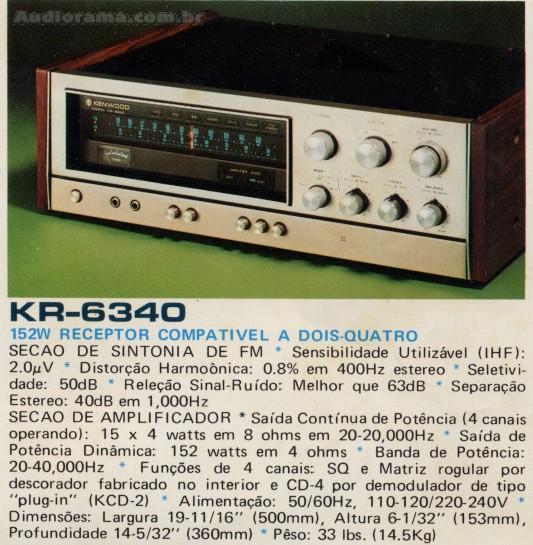 Audiorama.com.br
KENWOOD
KR-6340
152W RECEPTOR COMPATIVEL A DOIS-QUATRO
SECAO DE SINTONIA DE FM * Sensibilidade Utilizável (IHF):
2.0μV * Distorção Harmoônica: 0.8% em 400Hz estereo * Seletivi-
dade: 50dB * Releção Sinal-Ruído: Melhor que 63dB * Separação
Estereo: 40dB em 1,000Hz
SECAO DE AMPLIFICADOR * Saída Contínua de Potência (4 canais
operando): 15 x 4 watts em 8 ohms em 20-20,000Hz * Saída de
Potência Dinâmica: 152 watts em 4 ohms * Banda de Potência:
20-40,000Hz * Funções de 4 canais: SQ e Matriz rogular por
descorador fabricado no interior e CD-4 por demodulador de tipo
"plug-in" (KCD-2) * Alimentação: 50/60Hz, 110-120/220-240V *
Dimensões: Largura 19-11/16" (500mm), Altura 6-1/32" (153mm),
Profundidade 14-5/32" (360mm) * Pêso: 33 lbs. (14.5Kg)